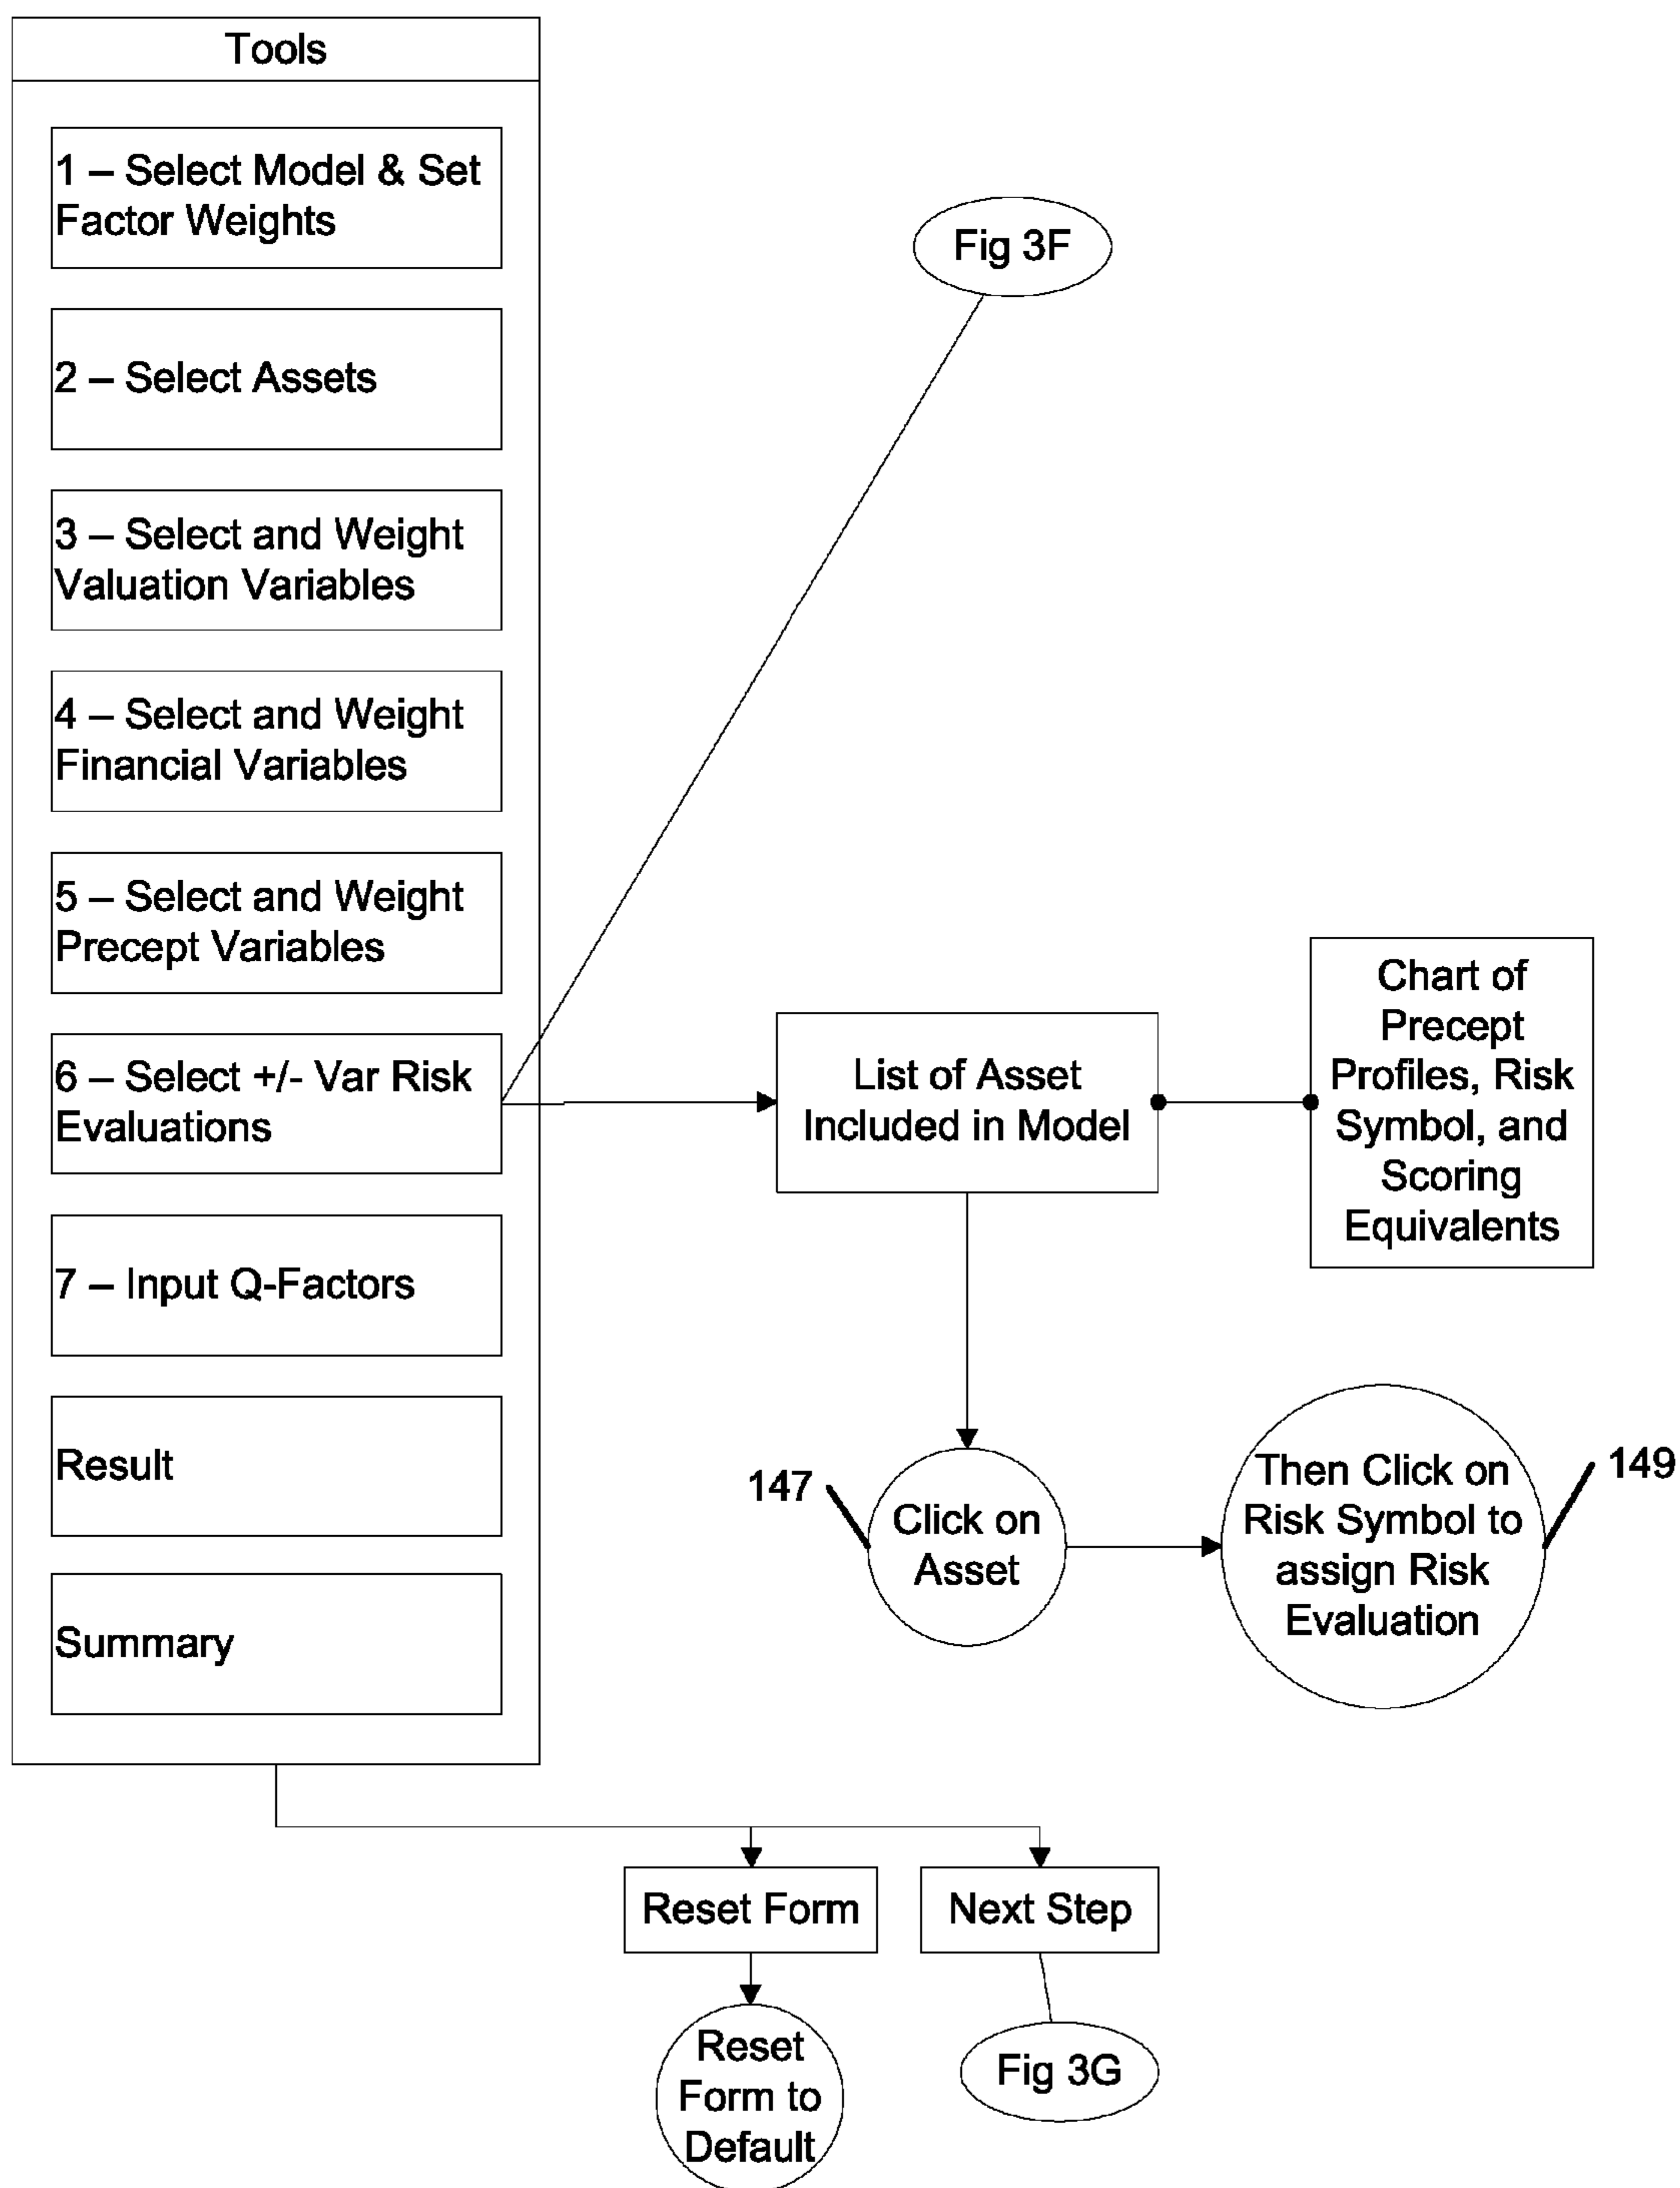 Tools
1 – Select Model & Set
Factor Weights
2 – Select Assets
3 – Select and Weight
Valuation Variables
4 – Select and Weight
Financial Variables
5 – Select and Weight
Precept Variables
6 – Select +/- Var Risk
Evaluations
7 – Input Q-Factors
Result
Summary
Fig 3F
List of Asset
Included in Model
Chart of
Precept
Profiles, Risk
Symbol, and
Scoring
Equivalents
147
Click on
Asset
Then Click on
Risk Symbol to
assign Risk
Evaluation
149
Reset Form
Next Step
Reset
Form to
Default
Fig 3G